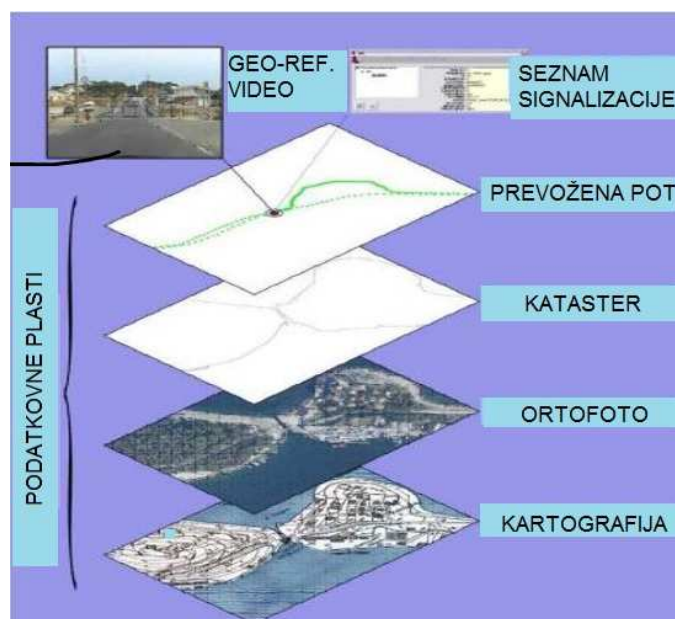 GEO-REF.
VIDEO
SEZNAM
SIGNALIZACIJE
PREVOŽENA POT
KATASTER
ORTOFOTO
KARTOGRAFIJA
PODATKOVNE PLASTI